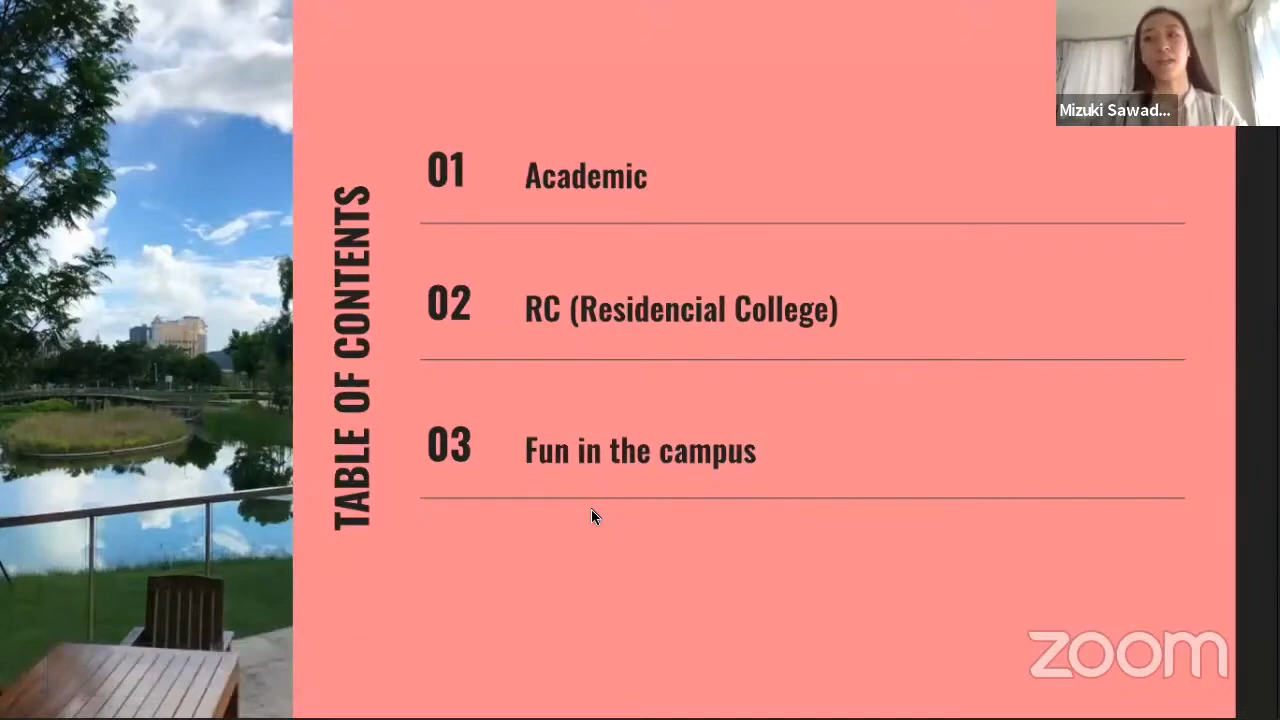 Mizuki Sawad...
TABLE OF CONTENTS
01 Academic
02 RC (Residencial College)
03 Fun in the campus
zoom